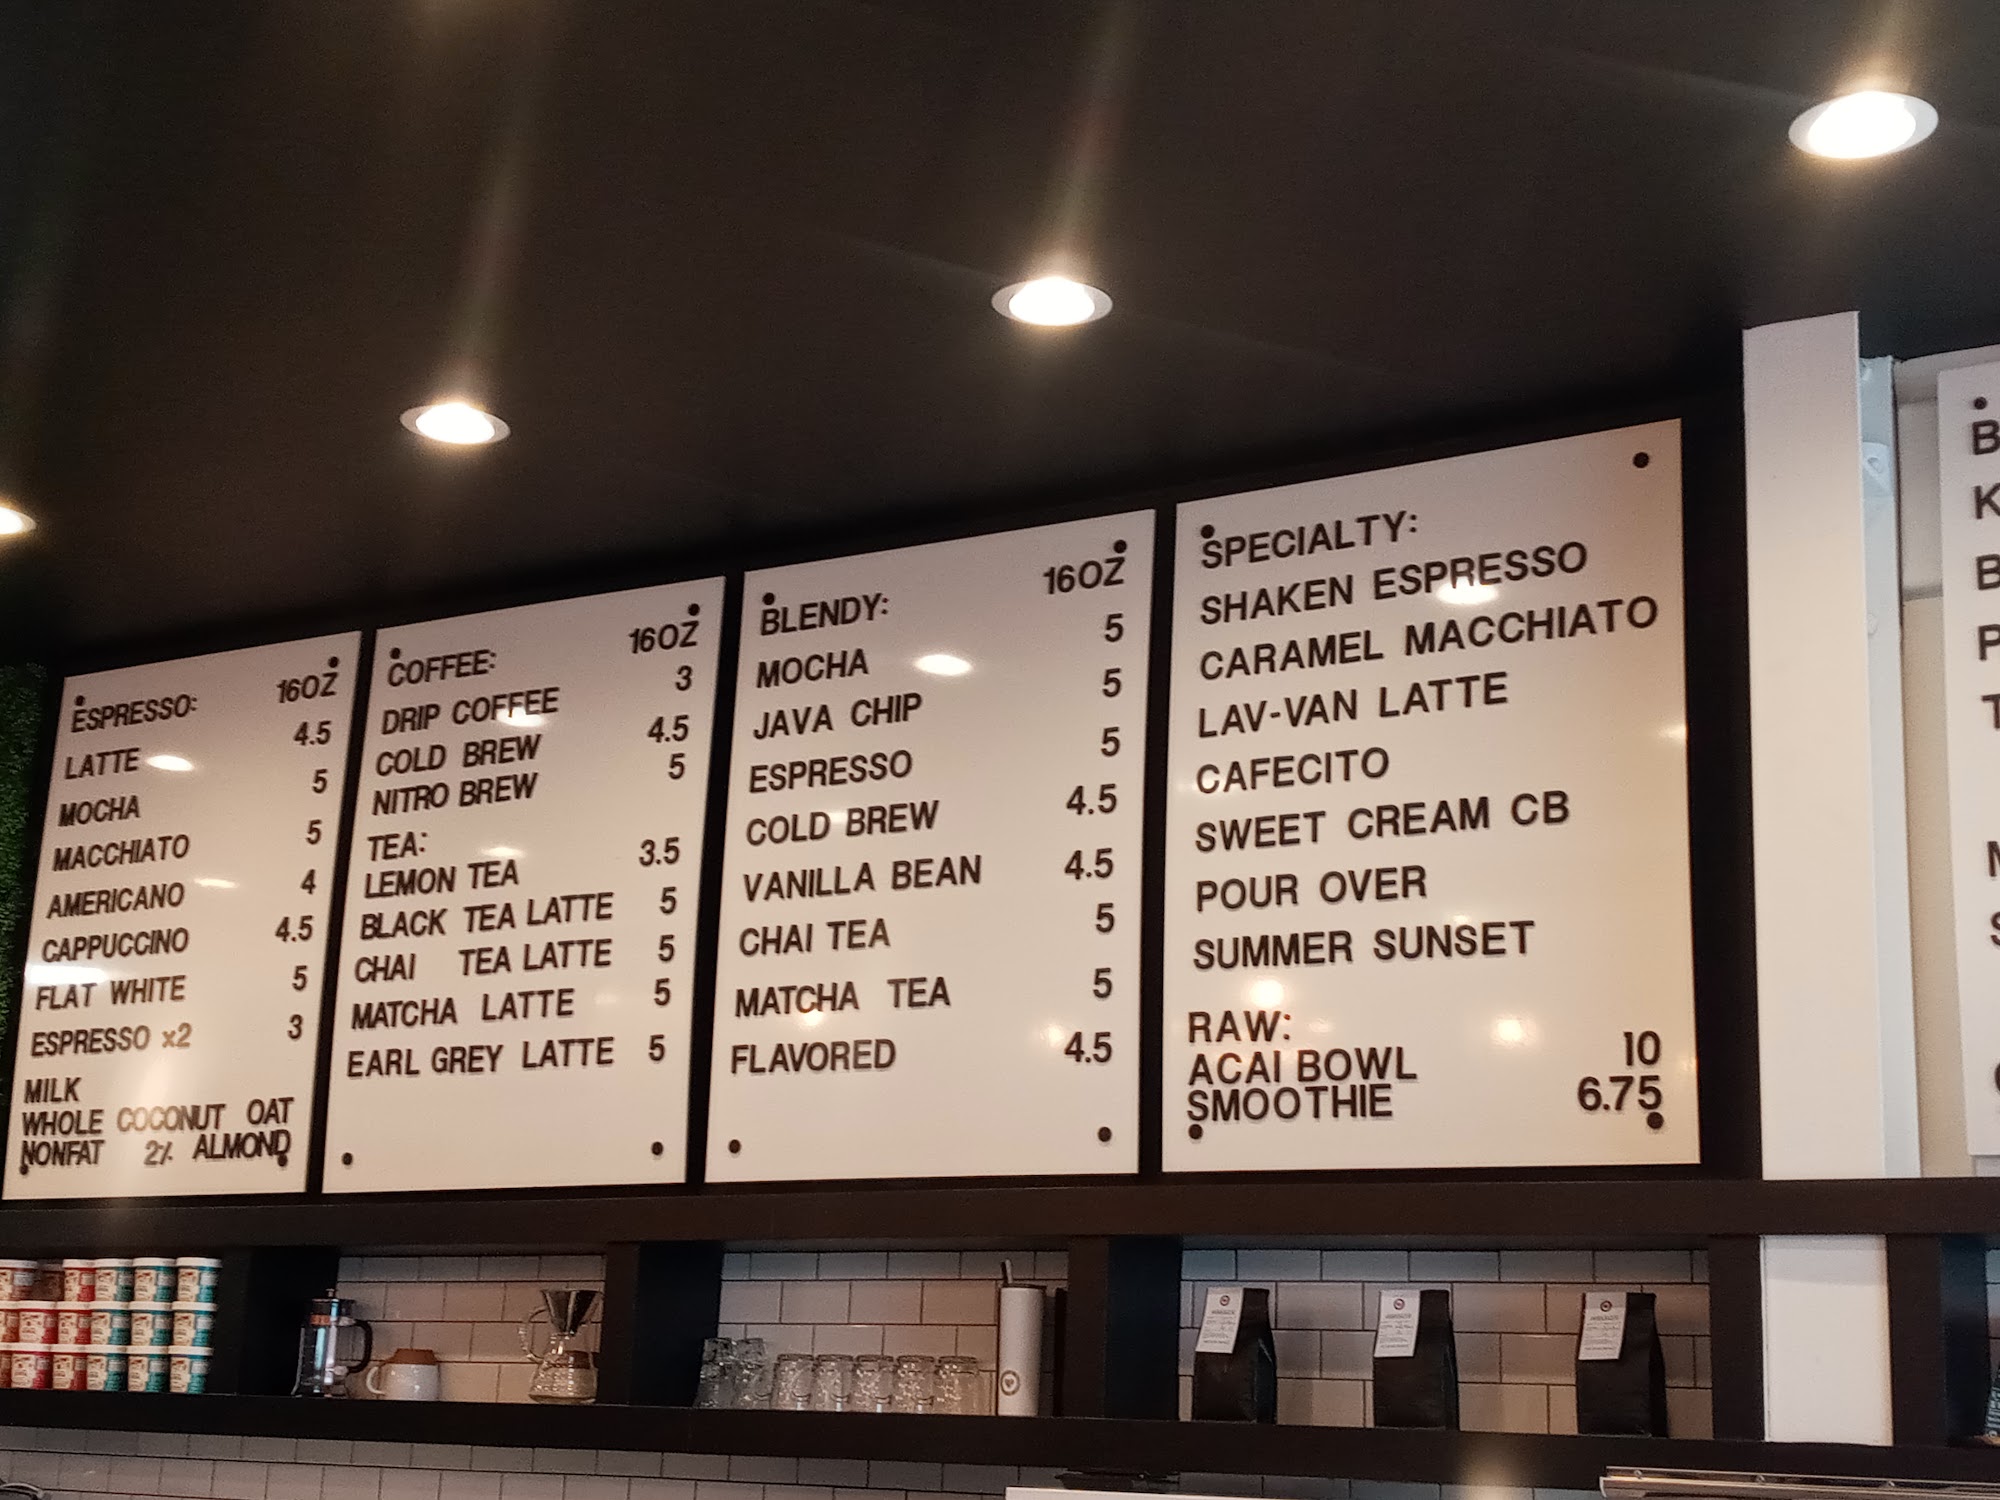 ESPRESSO: 16OZ
LATTE 4.5
MOCHA 5
MACCHIATO 5
AMERICANO 4
CAPPUCCINO 4.5
FLAT WHITE 5
ESPRESSO x2 3
MILK
WHOLE COCONUT OAT
NONFAT 2% ALMOND
COFFEE: 16OZ
DRIP COFFEE 3
COLD BREW 4.5
NITRO BREW 5
TEA:
LEMON TEA 3.5
BLACK TEA LATTE 5
CHAI TEA LATTE 5
MATCHA LATTE 5
EARL GREY LATTE 5
BLENDY: 16OZ
MOCHA 5
JAVA CHIP 5
ESPRESSO 5
COLD BREW 4.5
VANILLA BEAN 4.5
CHAI TEA 5
MATCHA TEA 5
FLAVORED 4.5
SPECIALTY:
SHAKEN ESPRESSO
CARAMEL MACCHIATO
LAV-VAN LATTE
CAFECITO
SWEET CREAM CB
POUR OVER
SUMMER SUNSET
RAW:
ACAI BOWL 10
SMOOTHIE 6.75